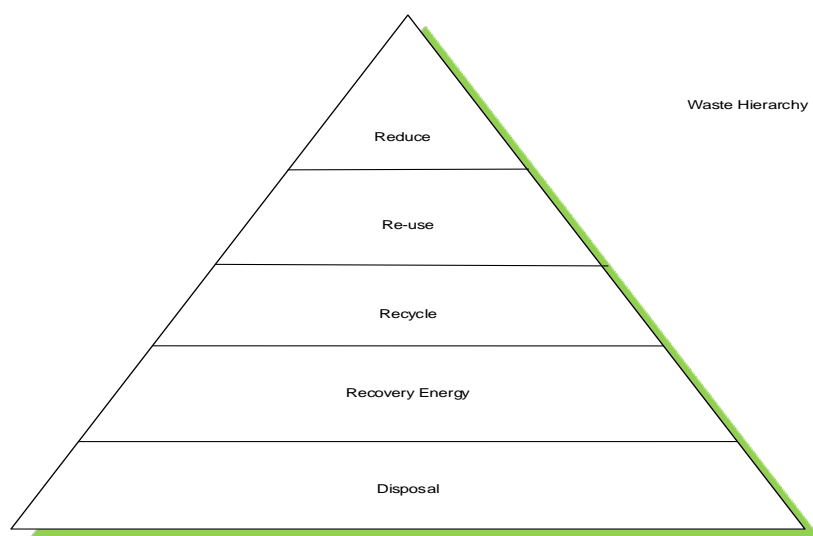 Waste Hierarchy
Reduce
Re-use
Recycle
Recovery Energy
Disposal